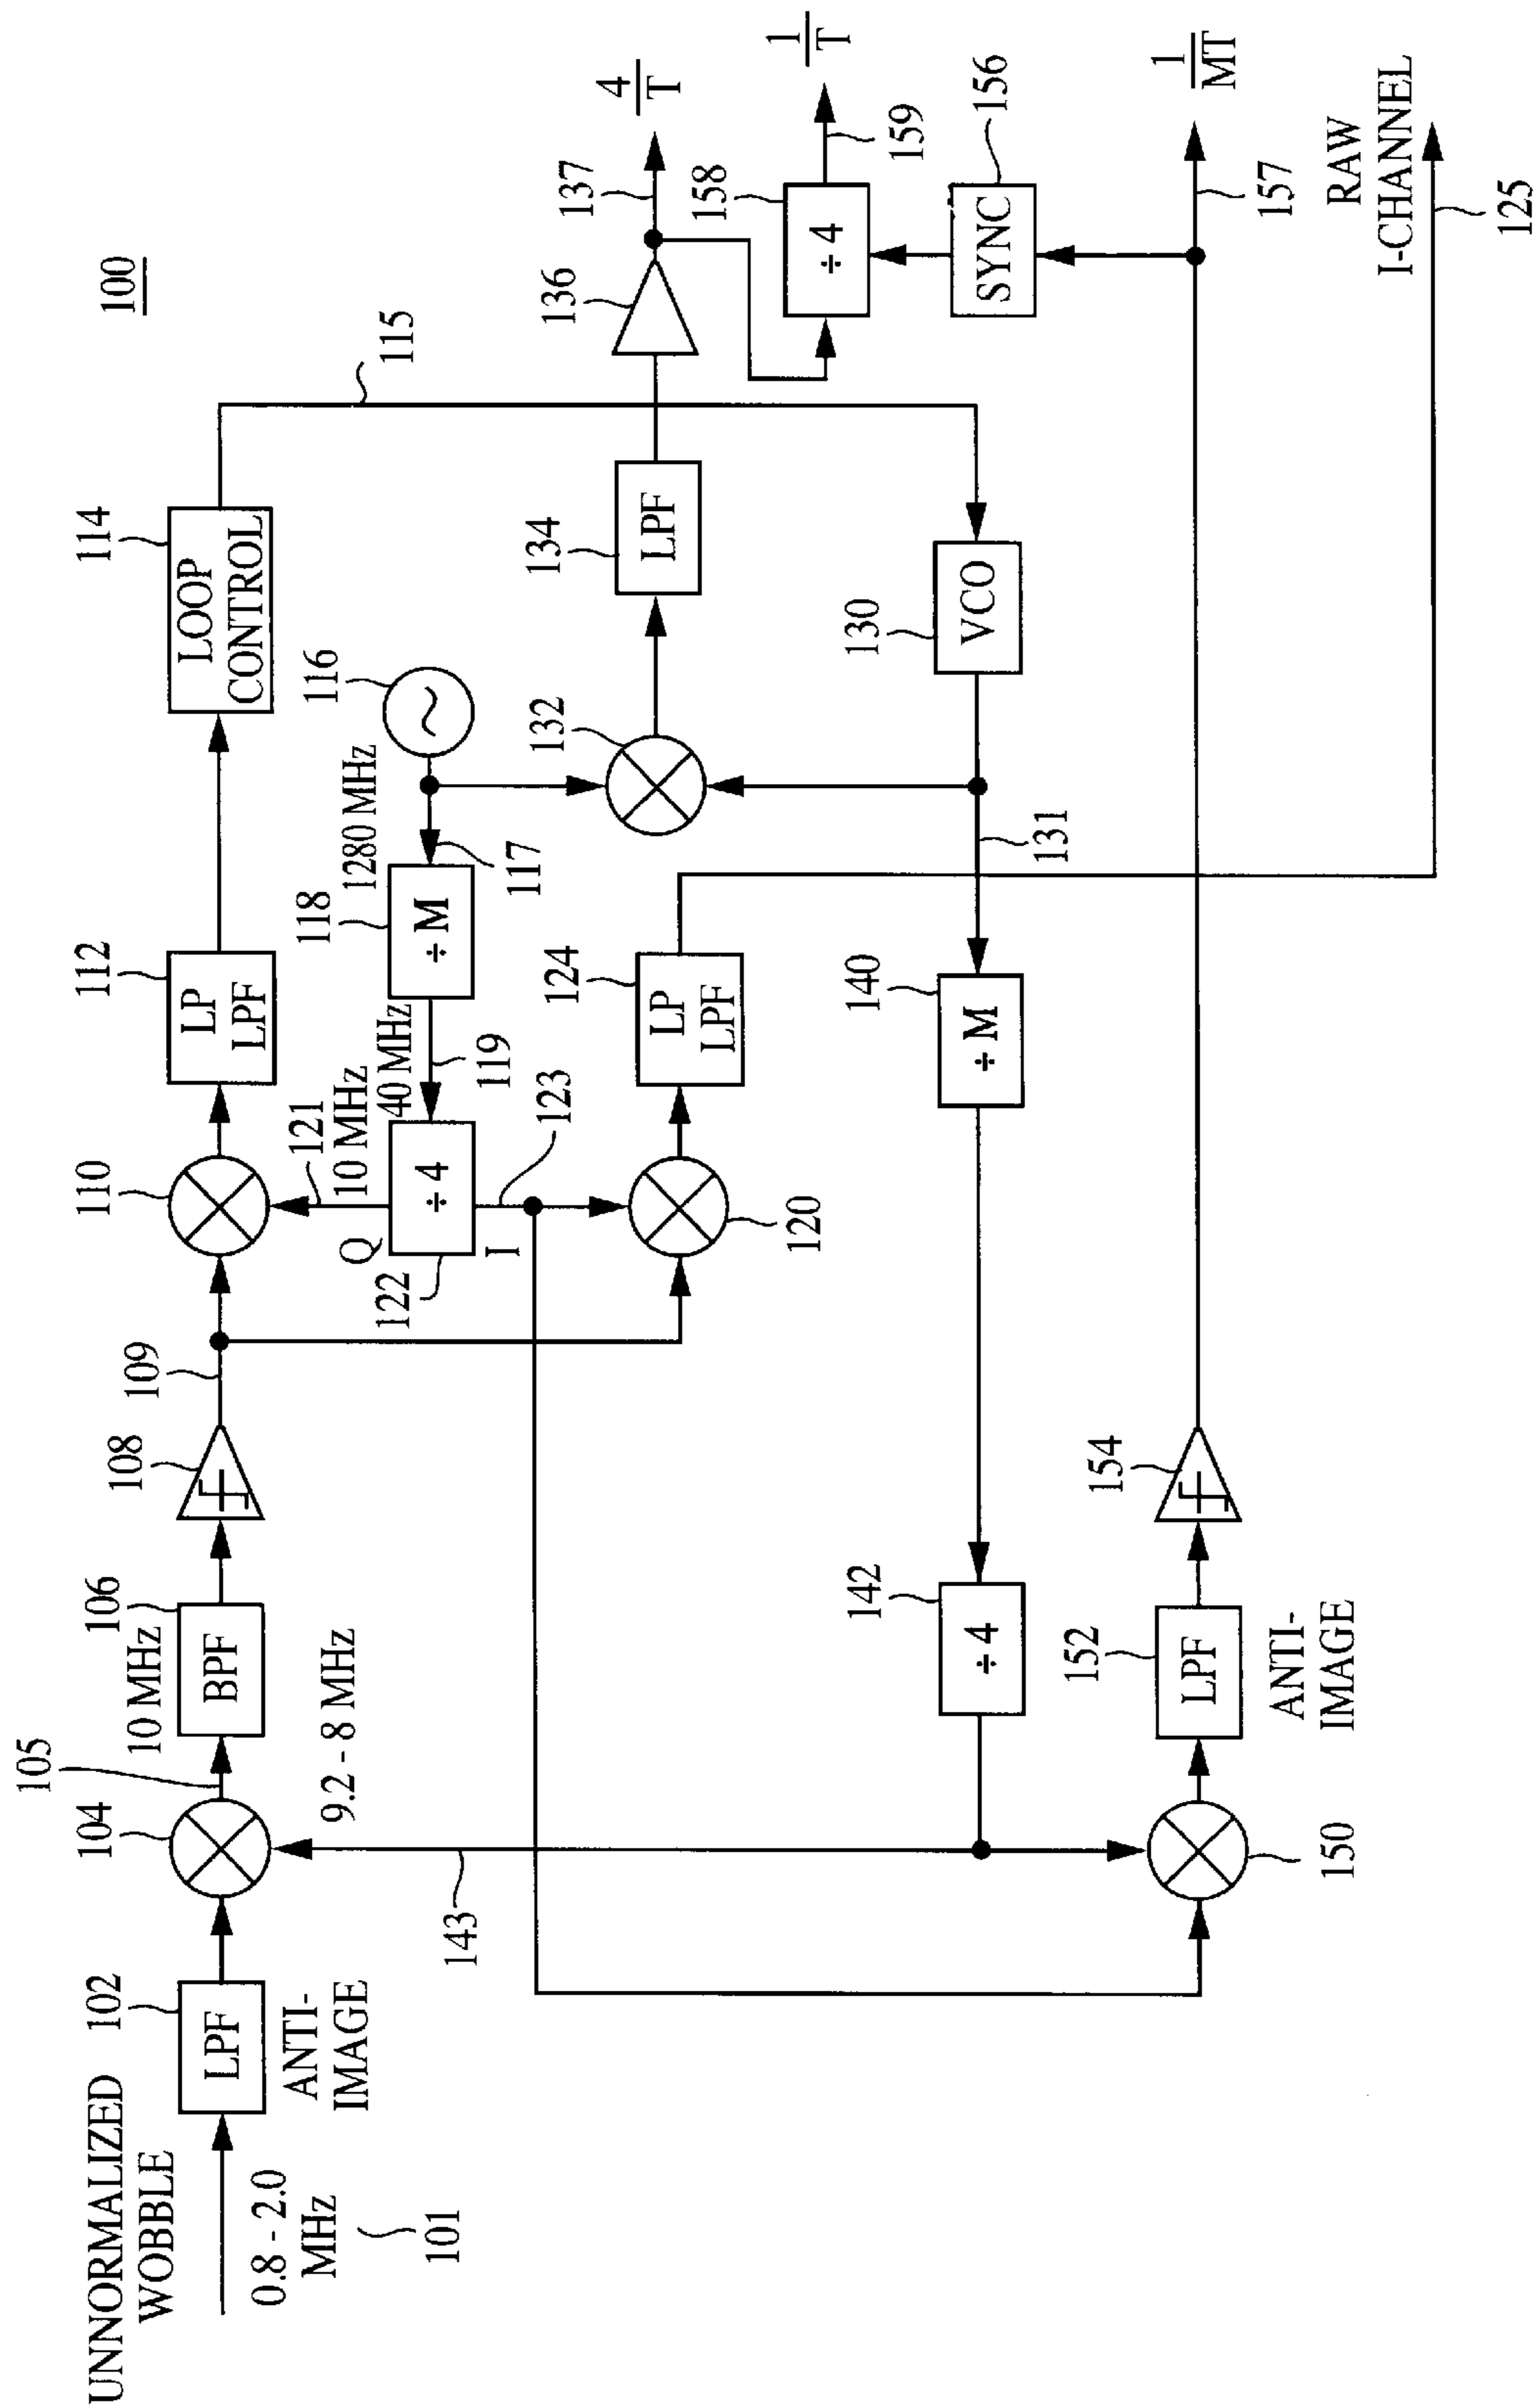 100
UNNORMALIZED
WOBBLE
0.8 - 2.0
MHz
101
102
LPF
ANTI-
IMAGE
104
105
9.2 - 8 MHz
143
106
10 MHz
BPF
108
109
110
112
LP
LPF
114
LOOP
CONTROL
115
116
1280 MHz
117
118
÷ M
119
40 MHz
10 MHz
121
Q
÷ 4
I
122
123
120
124
LP
LPF
132
134
LPF
136
137
4
T
158
÷ 4
159
1
T
SYNC
156
130
VCO
131
140
÷ M
142
÷ 4
150
152
LPF
ANTI-
IMAGE
154
157
1
MT
RAW
I-CHANNEL
125